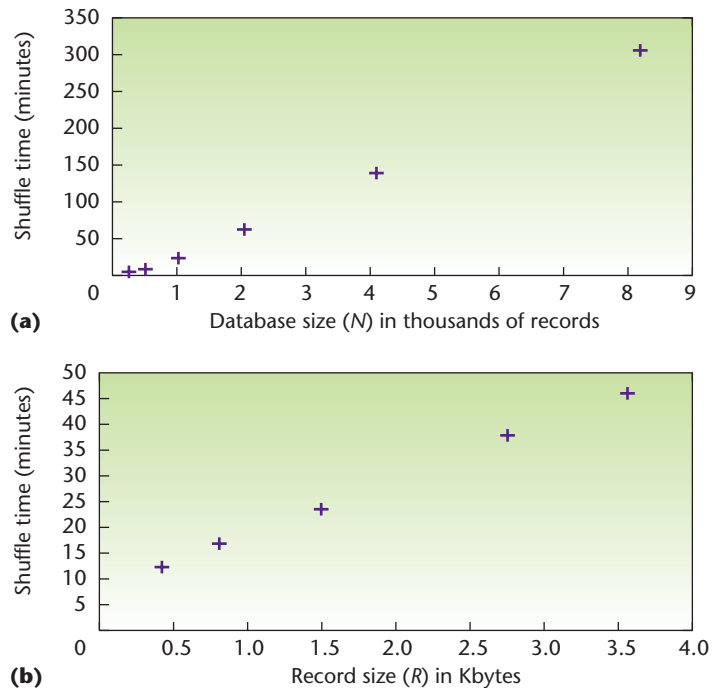 350
300
250
200
150
100
50
0
Shuffle time (minutes)
1 2 3 4 5 6 7 8 9
(a)
Database size (N) in thousands of records
50
45
40
35
30
25
20
15
10
5
0
Shuffle time (minutes)
0.5 1.0 1.5 2.0 2.5 3.0 3.5 4.0
(b)
Record size (R) in Kbytes